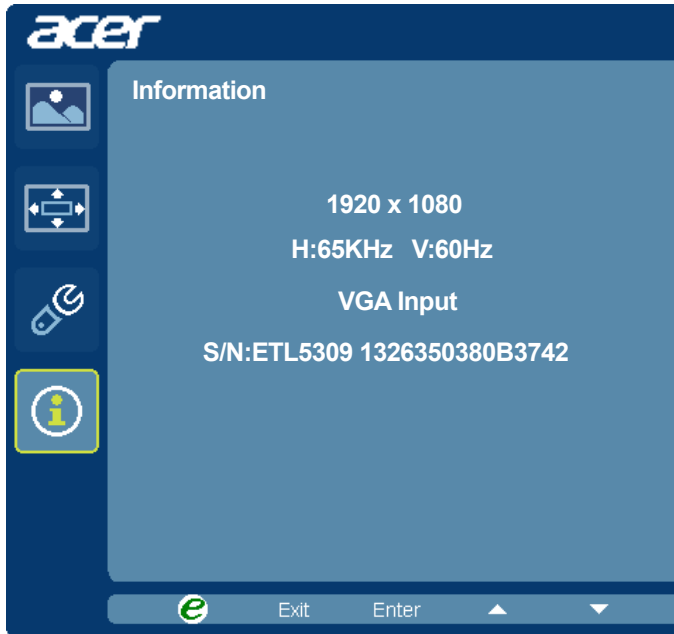 acer
Information
1920 x 1080
H:65KHz V:60Hz
VGA Input
S/N:ETL5309 1326350380B3742
e Exit Enter